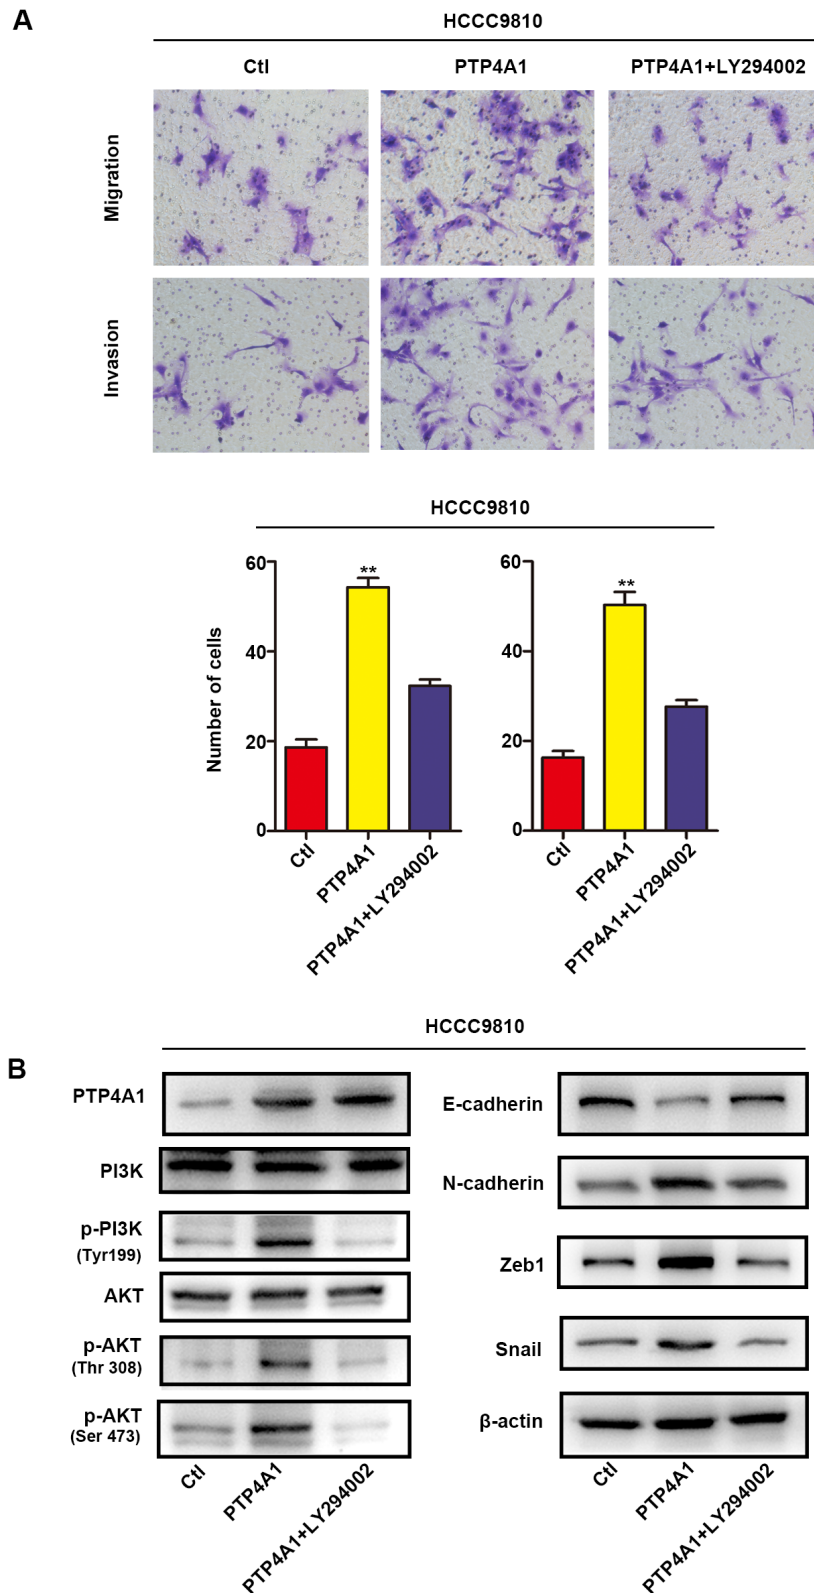 A
HCCC9810
Ctl
PTP4A1
PTP4A1+LY294002
Migration
Invasion
HCCC9810
Number of cells
60
40
20
0
**
Ctl
PTP4A1
PTP4A1+LY294002
60
40
20
0
**
Ctl
PTP4A1
PTP4A1+LY294002
HCCC9810
B
PTP4A1
PI3K
p-PI3K
(Tyr199)
AKT
p-AKT
(Thr 308)
p-AKT
(Ser 473)
Ctl
PTP4A1
PTP4A1+LY294002
E-cadherin
N-cadherin
Zeb1
Snail
β-actin
Ctl
PTP4A1
PTP4A1+LY294002